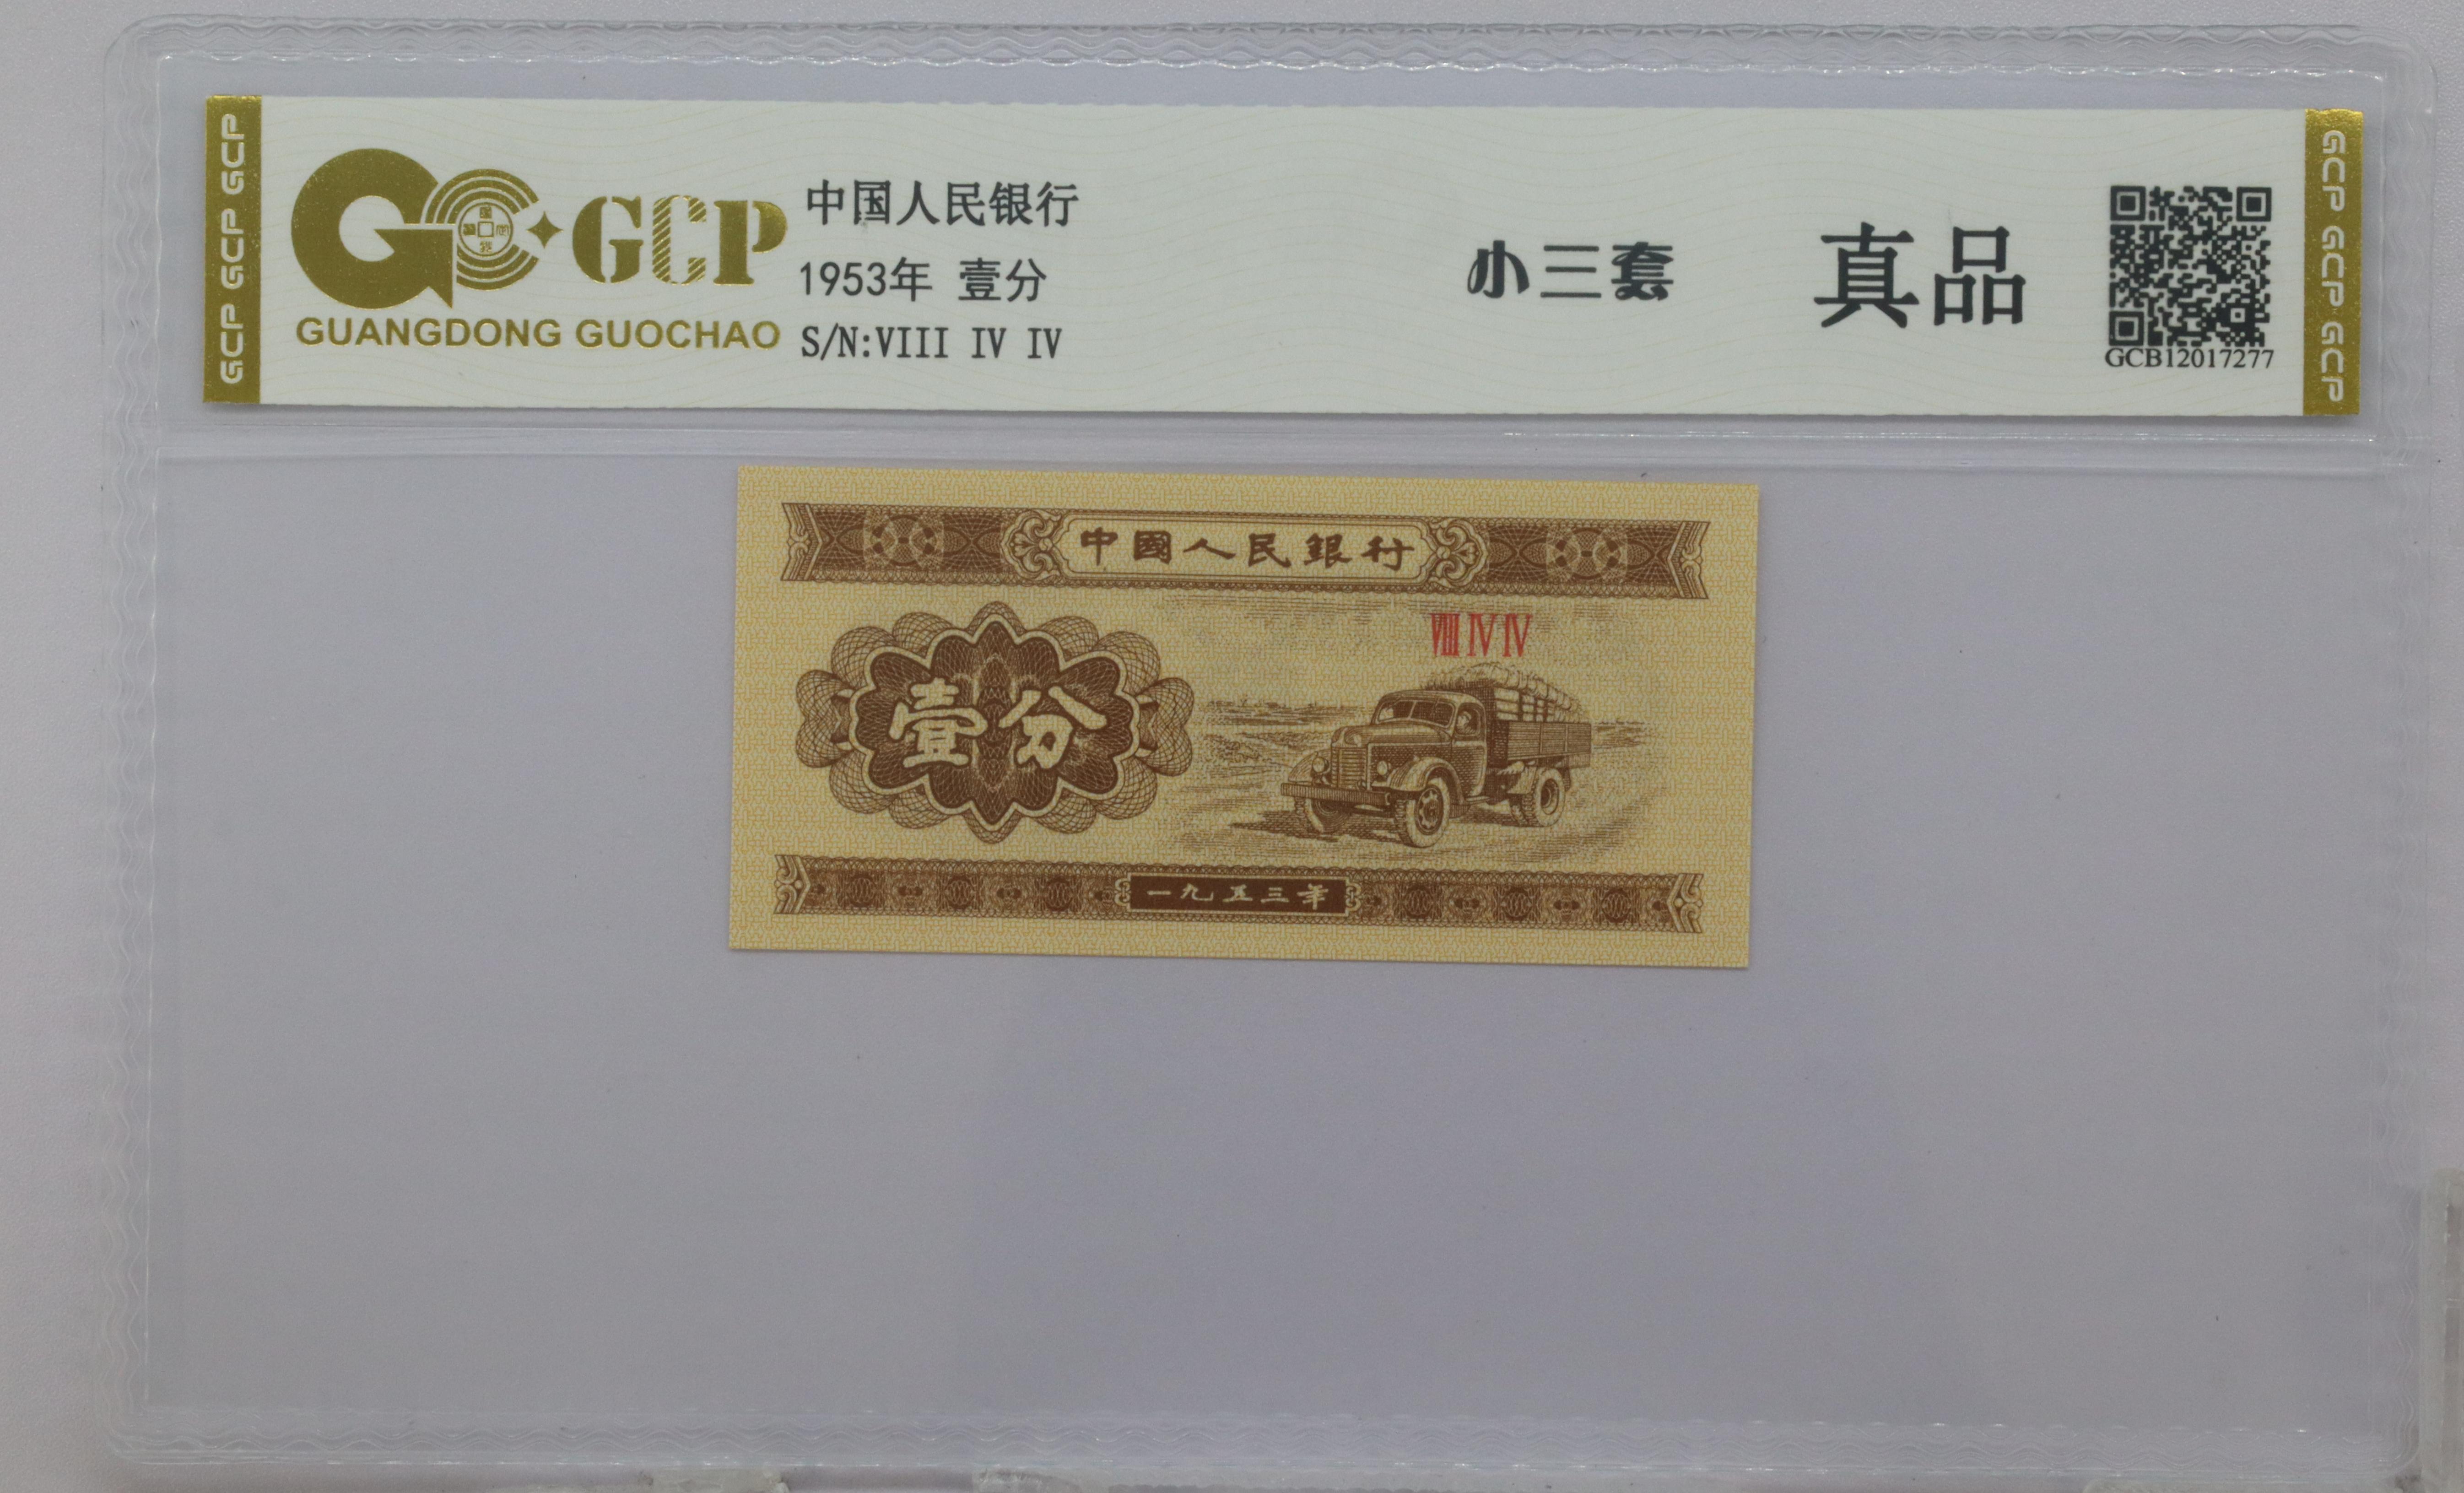 GCP GCP GCP
GCP
GUANGDONG GUOCHAO
中国人民银行
1953年 壹分
S/N:VIII IV IV
小三套
真品
GCB12017277
GCP GCP GCP
中國人民銀行
VIII IV IV
壹分
一九五三年